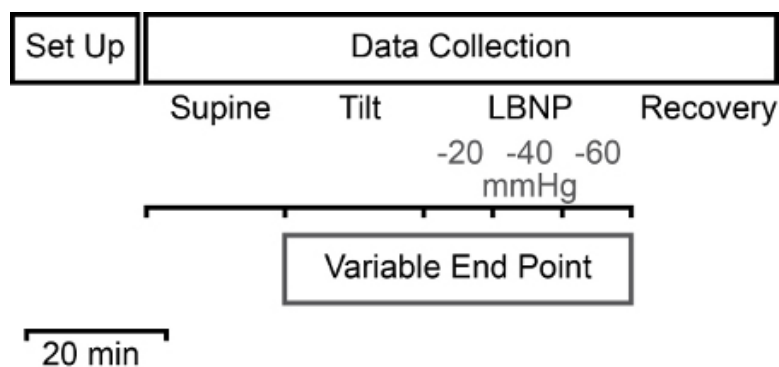 Set Up Data Collection
Supine Tilt LBNP Recovery
-20 -40 -60
mmHg
Variable End Point
20 min